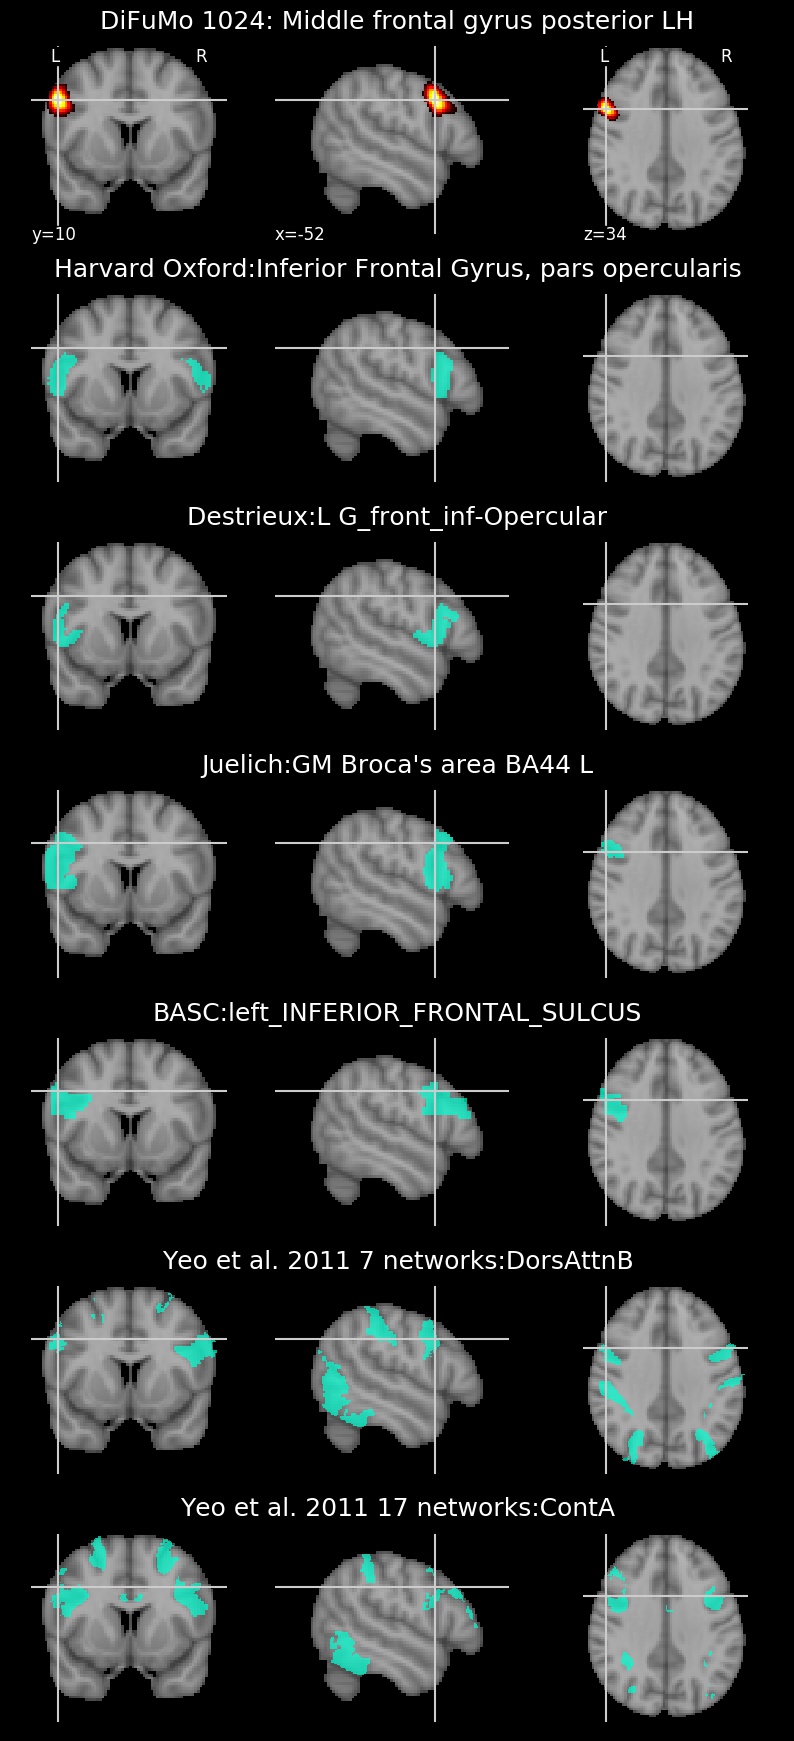 DiFuMo 1024: Middle frontal gyrus posterior LH
L R L R
y=10 x=-52 z=34
Harvard Oxford:Inferior Frontal Gyrus, pars opercularis
Destrieux:L G_front_inf-Opercular
Juelich:GM Broca's area BA44 L
BASC:left_INFERIOR_FRONTAL_SULCUS
Yeo et al. 2011 7 networks:DorsAttnB
Yeo et al. 2011 17 networks:ContA